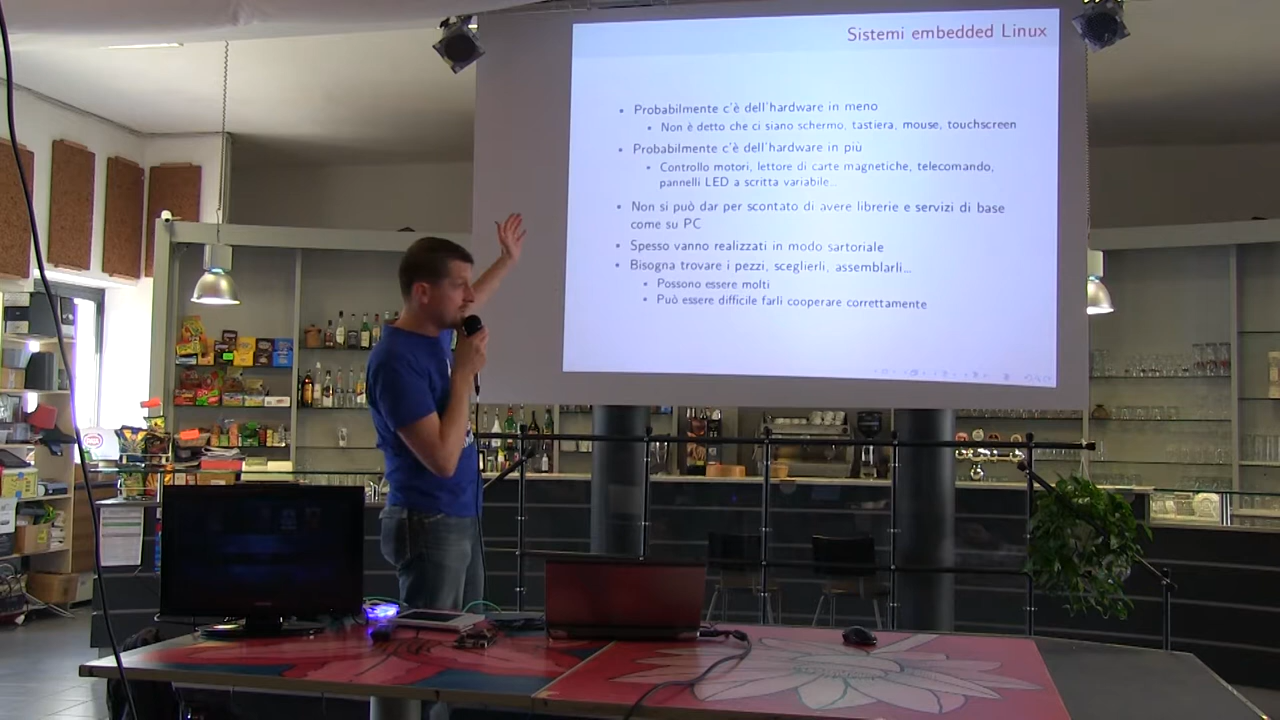 Sistemi embedded Linux
Probabilmente c'è dell'hardware in meno
Non è detto che ci siano schermo, tastiera, mouse, touchscreen
Probabilmente c'è dell'hardware in più
Controllo motori, lettore di carte magnetiche, telecomando,
pannelli LED a scritta variabile...
Non si può dar per scontato di avere librerie e servizi di base
come su PC
Spesso vanno realizzati in modo sartoriale
Bisogna trovare i pezzi, sceglierli, assemblarli...
Possono essere molti
Può essere difficile farli cooperare correttamente